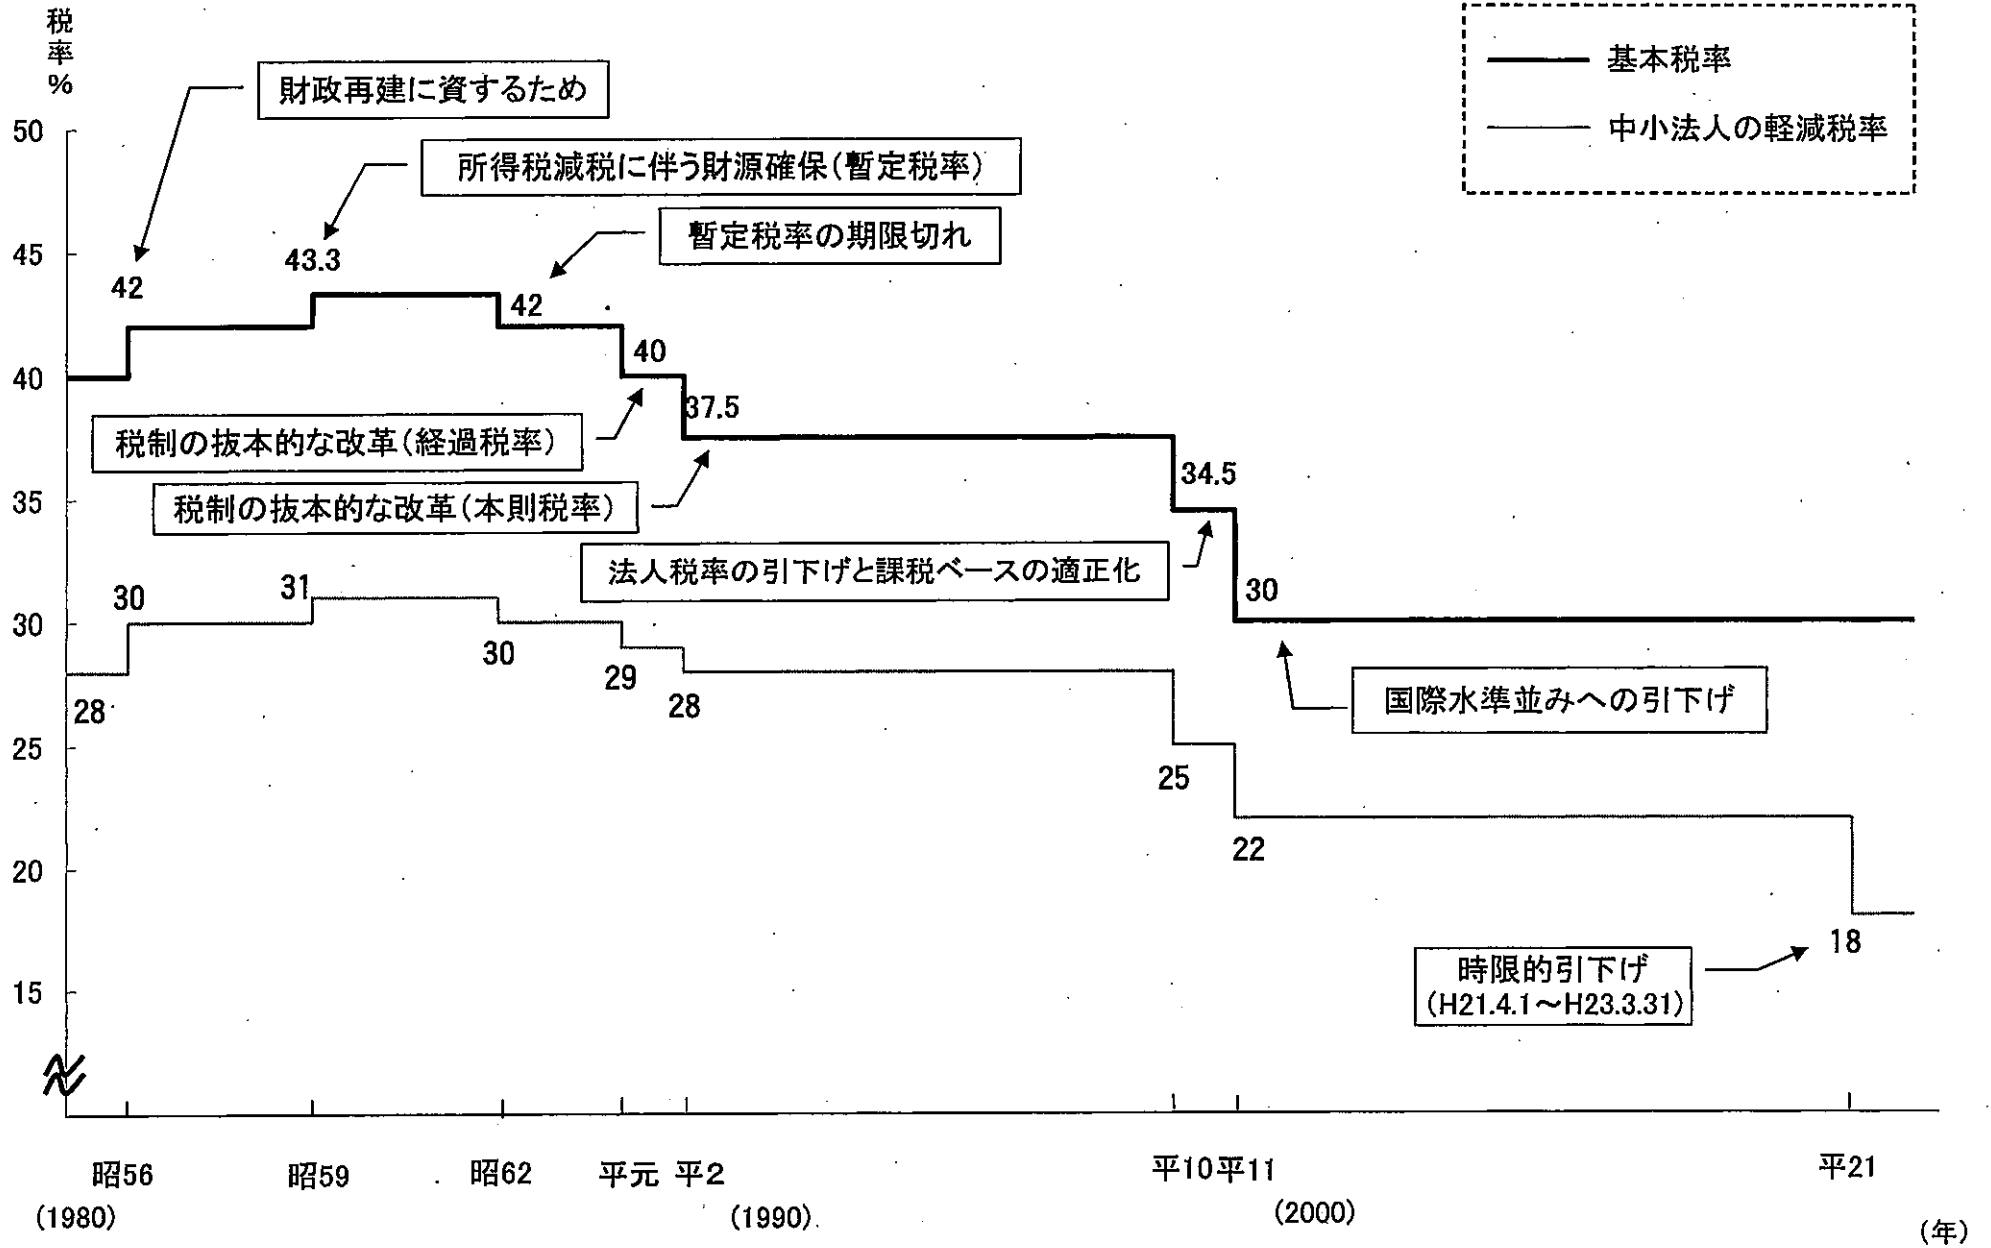 税率%
基本税率
中小法人の軽減税率
財政再建に資するため
所得税減税に伴う財源確保(暫定税率)
暫定税率の期限切れ
50
45
40
35
30
25
20
15
42
43.3
42
40
37.5
34.5
30
税制の抜本的な改革(経過税率)
税制の抜本的な改革(本則税率)
法人税率の引下げと課税ベースの適正化
国際水準並みへの引下げ
28
30
31
30
29
28
25
22
18
時限的引下げ
(H21.4.1～H23.3.31)
昭56 昭59 昭62 平元 平2 平10 平11 平21
(1980) (1990) (2000) (年)